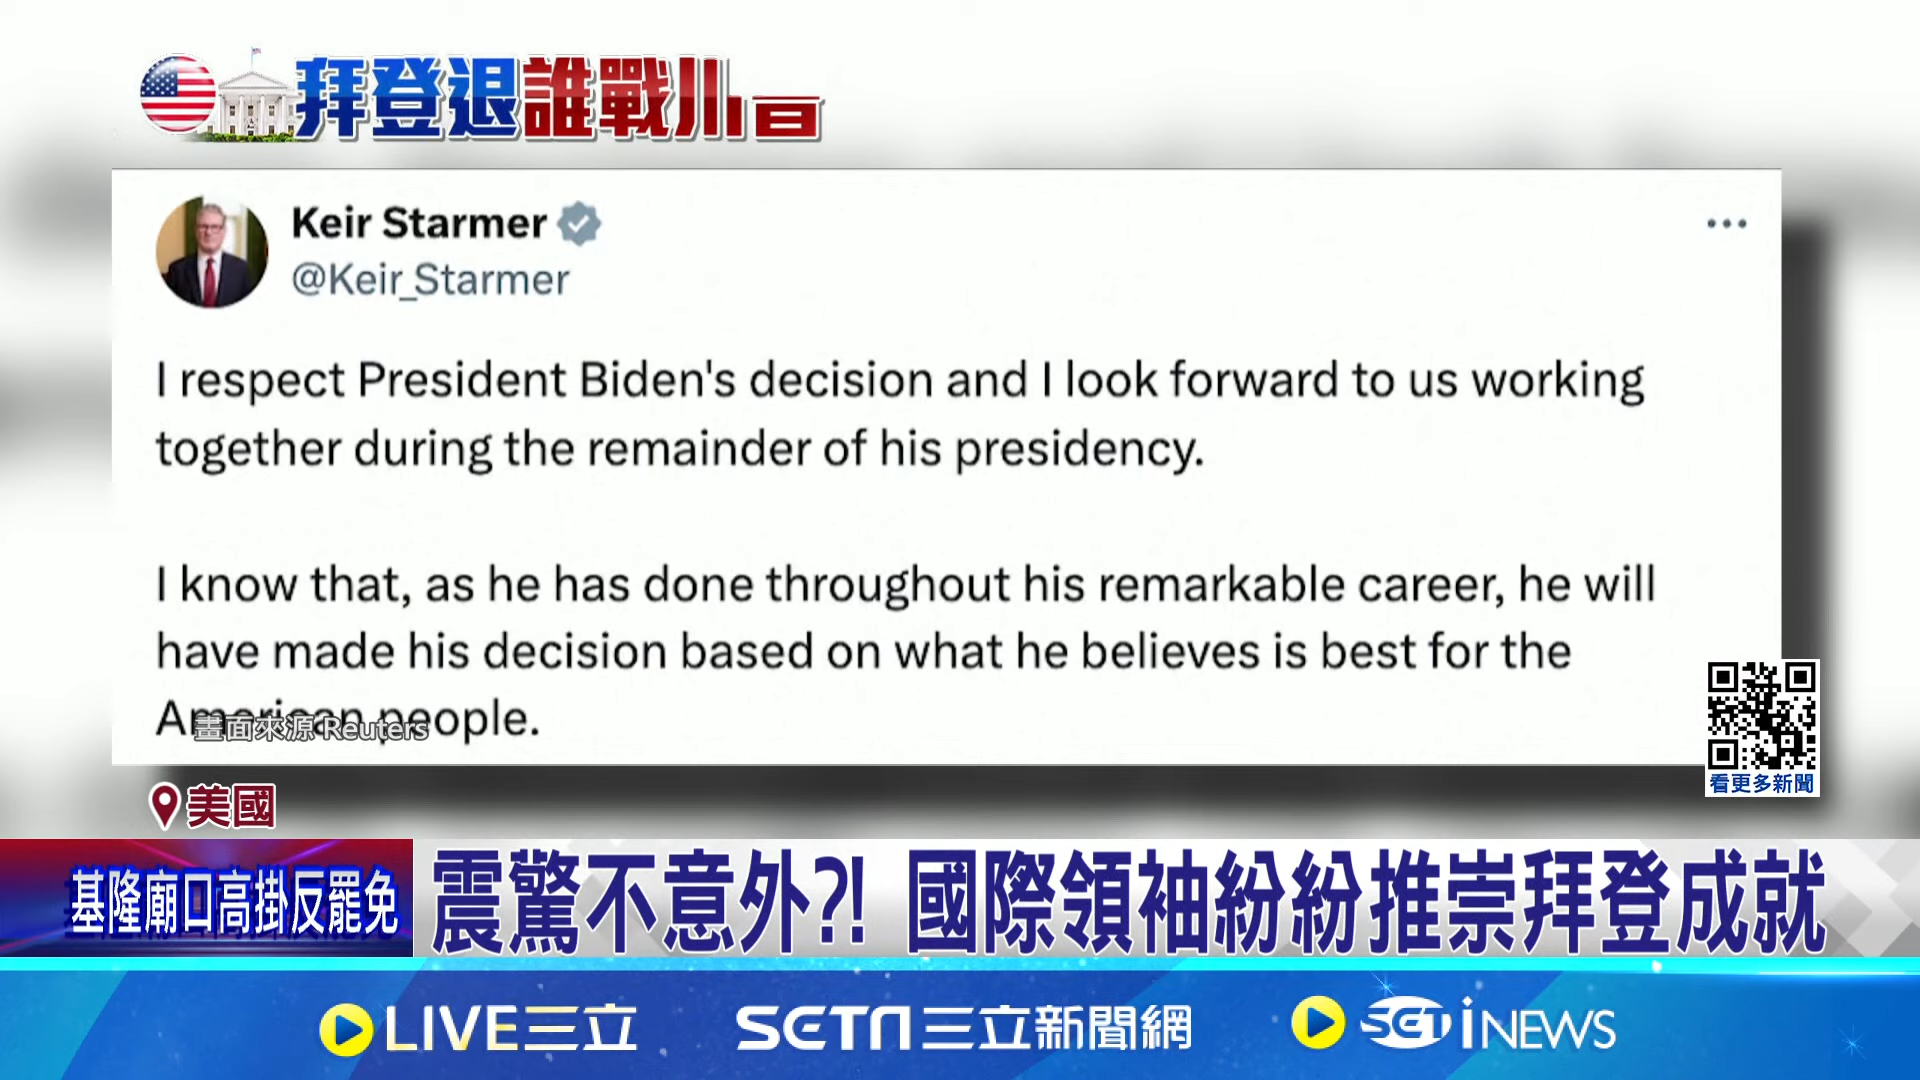 拜登退誰戰川
Keir Starmer
@Keir_Starmer
I respect President Biden's decision and I look forward to us working
together during the remainder of his presidency.
I know that, as he has done throughout his remarkable career, he will
have made his decision based on what he believes is best for the
American people.
畫面來源 Reuters
看更多新聞
美國
基隆廟口高掛反罷免
震驚不意外?! 國際領袖紛紛推崇拜登成就
LIVE三立
SETN三立新聞網
SET iNEWS